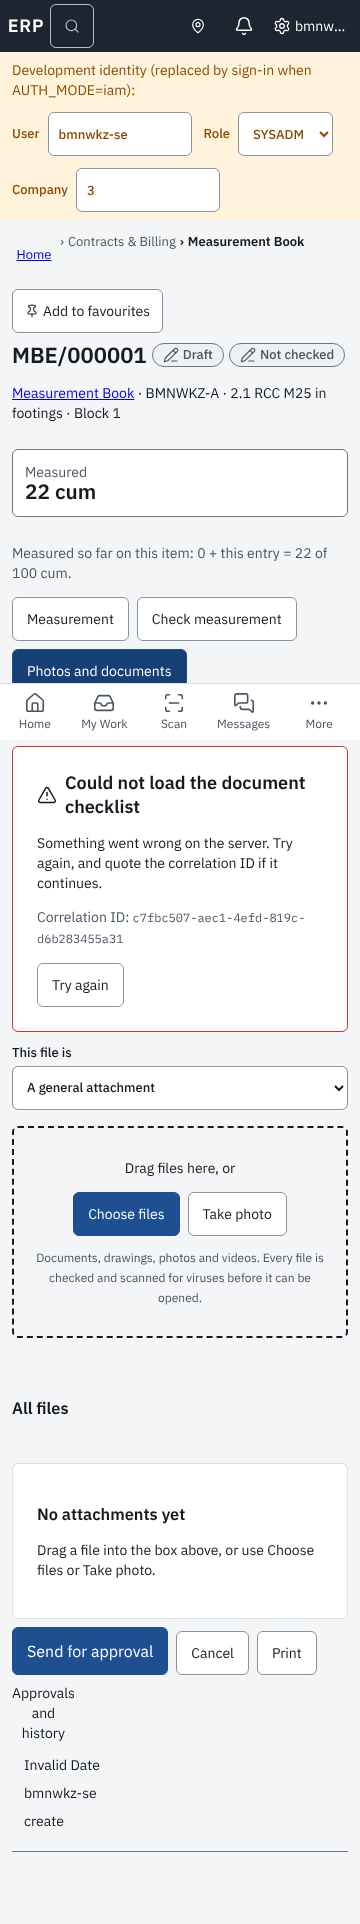 ERP
bmnw...
Development identity (replaced by sign-in when
AUTH_MODE=iam):
User bmnwkz-se Role SYSADM
Company 3
Home › Contracts & Billing › Measurement Book
Add to favourites
MBE/000001 Draft Not checked
Measurement Book · BMNWKZ-A · 2.1 RCC M25 in
footings · Block 1
Measured
22 cum
Measured so far on this item: 0 + this entry = 22 of
100 cum.
Measurement Check measurement
Photos and documents
Home My Work Scan Messages More
Could not load the document
checklist
Something went wrong on the server. Try
again, and quote the correlation ID if it
continues.
Correlation ID: c7fbc507-aec1-4efd-819c-
d6b283455a31
Try again
This file is
A general attachment
Drag files here, or
Choose files Take photo
Documents, drawings, photos and videos. Every file is
checked and scanned for viruses before it can be
opened.
All files
No attachments yet
Drag a file into the box above, or use Choose
files or Take photo.
Send for approval Cancel Print
Approvals
and
history
Invalid Date
bmnwkz-se
create